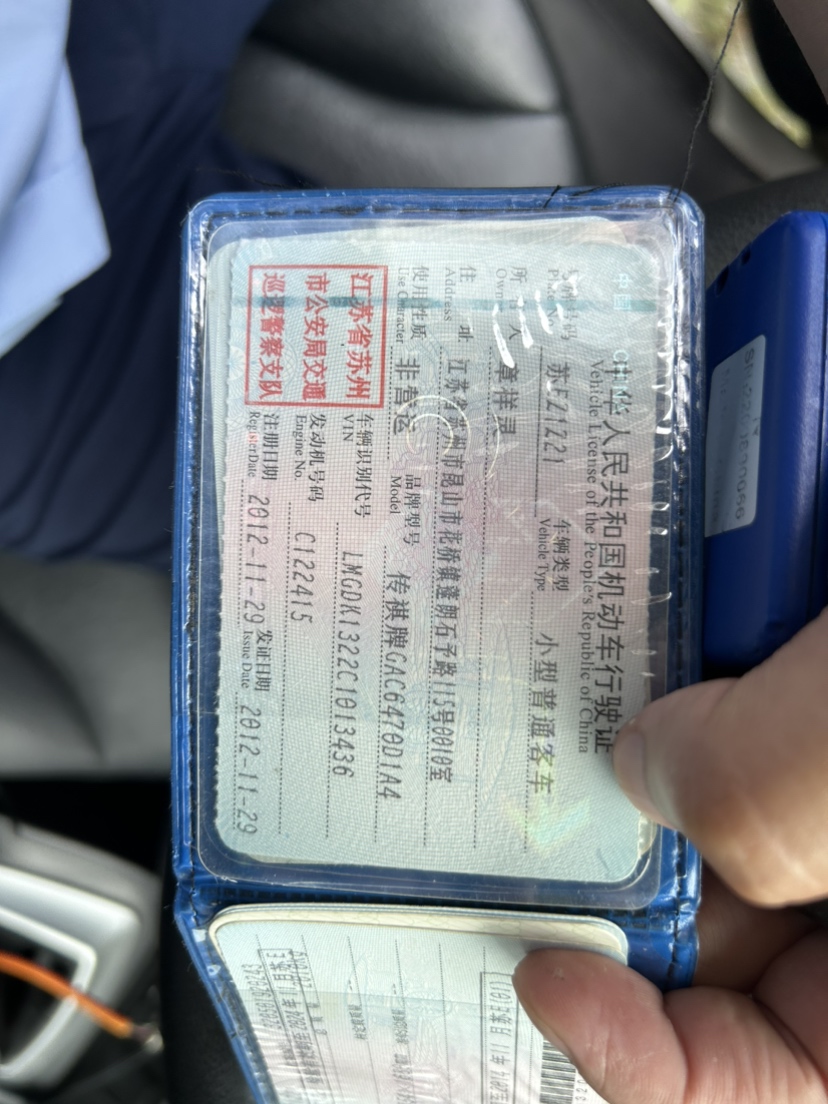 中华人民共和国机动车行驶证
Vehicle License of the People's Republic of China
苏EZ1221 车辆类型 小型普通客车
Vehicle Type
所 人 章祥灵
Owner
住 址 江苏省苏州市昆山市花桥镇蓬朗石予路115号0010室
Address
使用性质 非营运 品牌型号 传祺牌GAC6470D1A4
Use Character Model
江苏省苏州
市公安局交通
巡逻警察支队
车辆识别代号 LMGDK1322C1013436
VIN
发动机号码 C122415
Engine No.
注册日期 2012-11-29 发证日期 2012-11-29
Register Date Issue Date